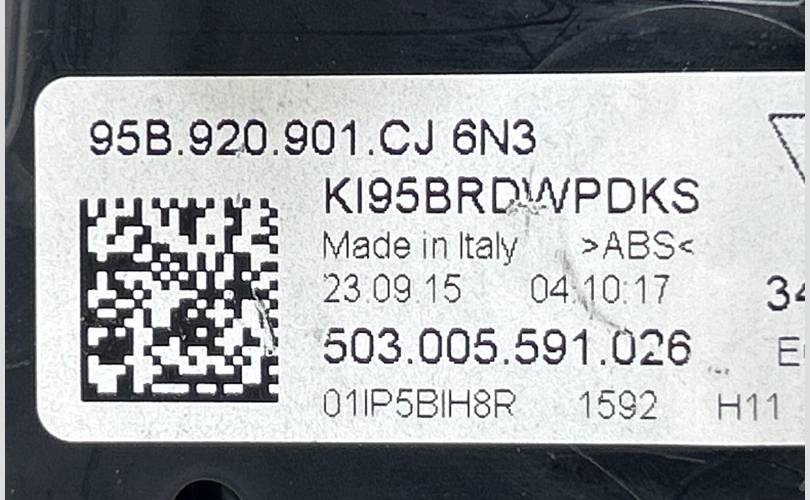 95B.920.901.CJ 6N3
KI95BRDWPDKS
Made in Italy >ABS<
23.09.15 04:10:17
34
503.005.591.026
01IP5BIH8R 1592 H11